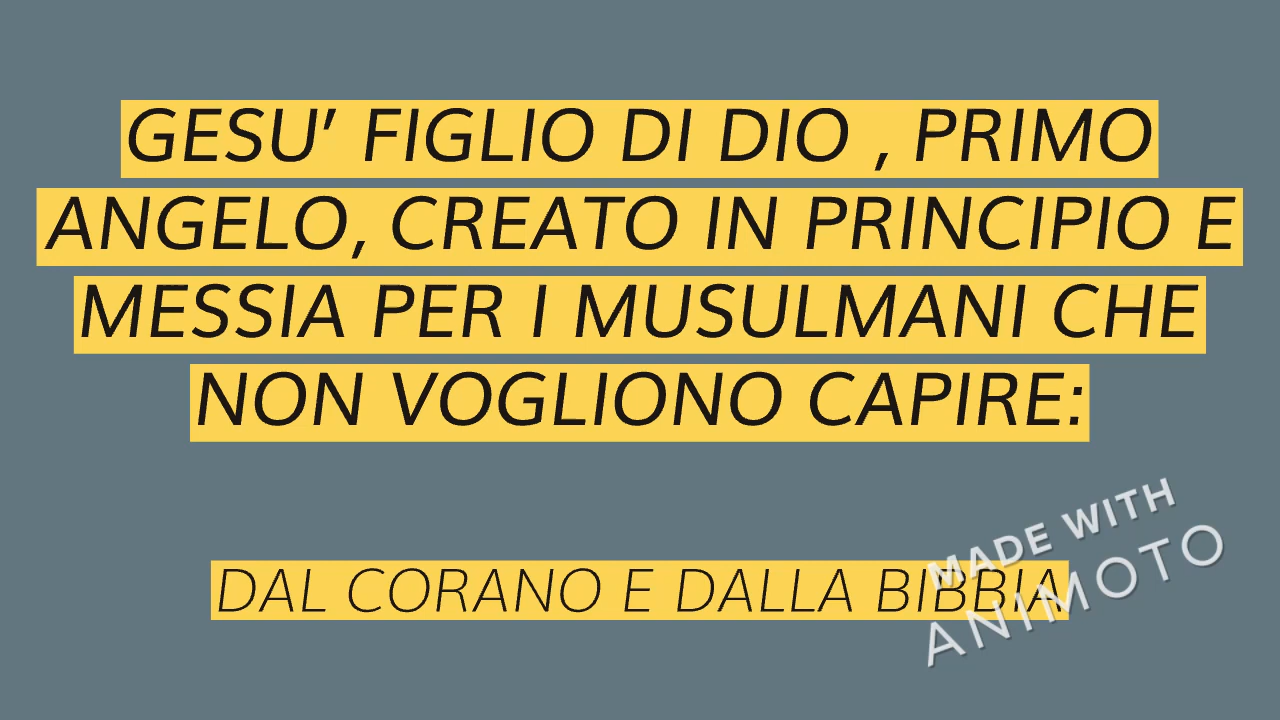 GESU' FIGLIO DI DIO , PRIMO
ANGELO, CREATO IN PRINCIPIO E
MESSIA PER I MUSULMANI CHE
NON VOGLIONO CAPIRE:
DAL CORANO E DALLA BIBBIA
MADE WITH
ANIMOTO